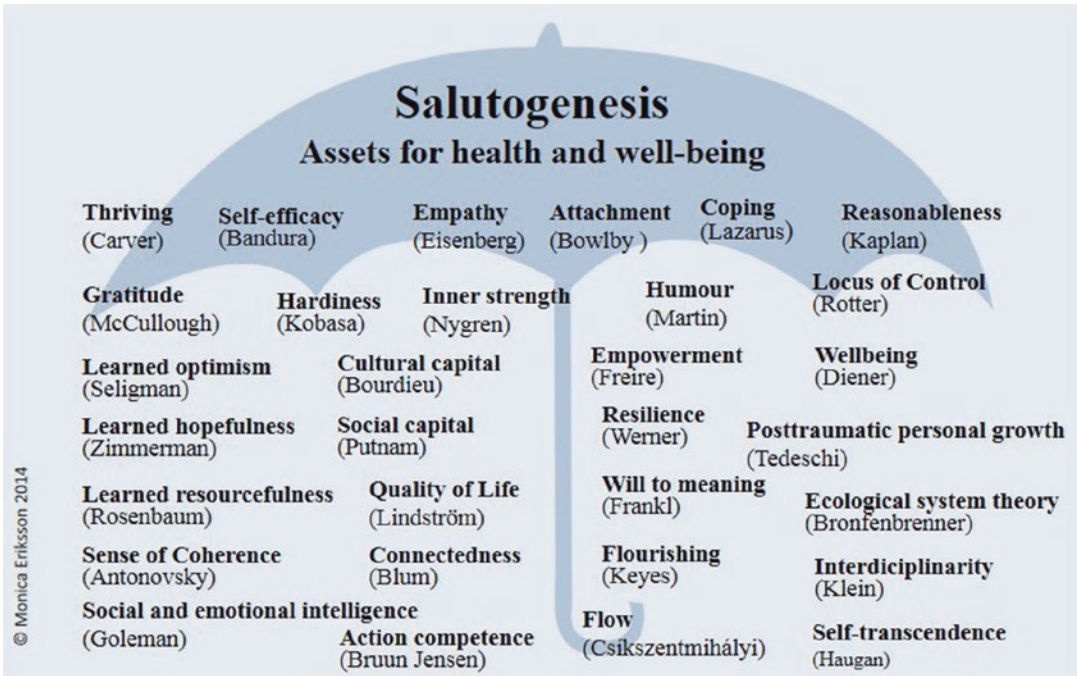 Salutogenesis
Assets for health and well-being
Thriving
(Carver)
Self-efficacy
(Bandura)
Empathy
(Eisenberg)
Attachment
(Bowlby )
Coping
(Lazarus)
Reasonableness
(Kaplan)
Gratitude
(McCullough)
Hardiness
(Kobasa)
Inner strength
(Nygren)
Humour
(Martin)
Locus of Control
(Rotter)
Learned optimism
(Seligman)
Cultural capital
(Bourdieu)
Empowerment
(Freire)
Wellbeing
(Diener)
Learned hopefulness
(Zimmerman)
Social capital
(Putnam)
Resilience
(Werner)
Posttraumatic personal growth
(Tedeschi)
Learned resourcefulness
(Rosenbaum)
Quality of Life
(Lindström)
Will to meaning
(Frankl)
Ecological system theory
(Bronfenbrenner)
Sense of Coherence
(Antonovsky)
Connectedness
(Blum)
Flourishing
(Keyes)
Interdiciplinarity
(Klein)
Social and emotional intelligence
(Goleman)
Action competence
(Bruun Jensen)
Flow
(Csíkszentmihályi)
Self-transcendence
(Haugan)
© Monica Eriksson 2014